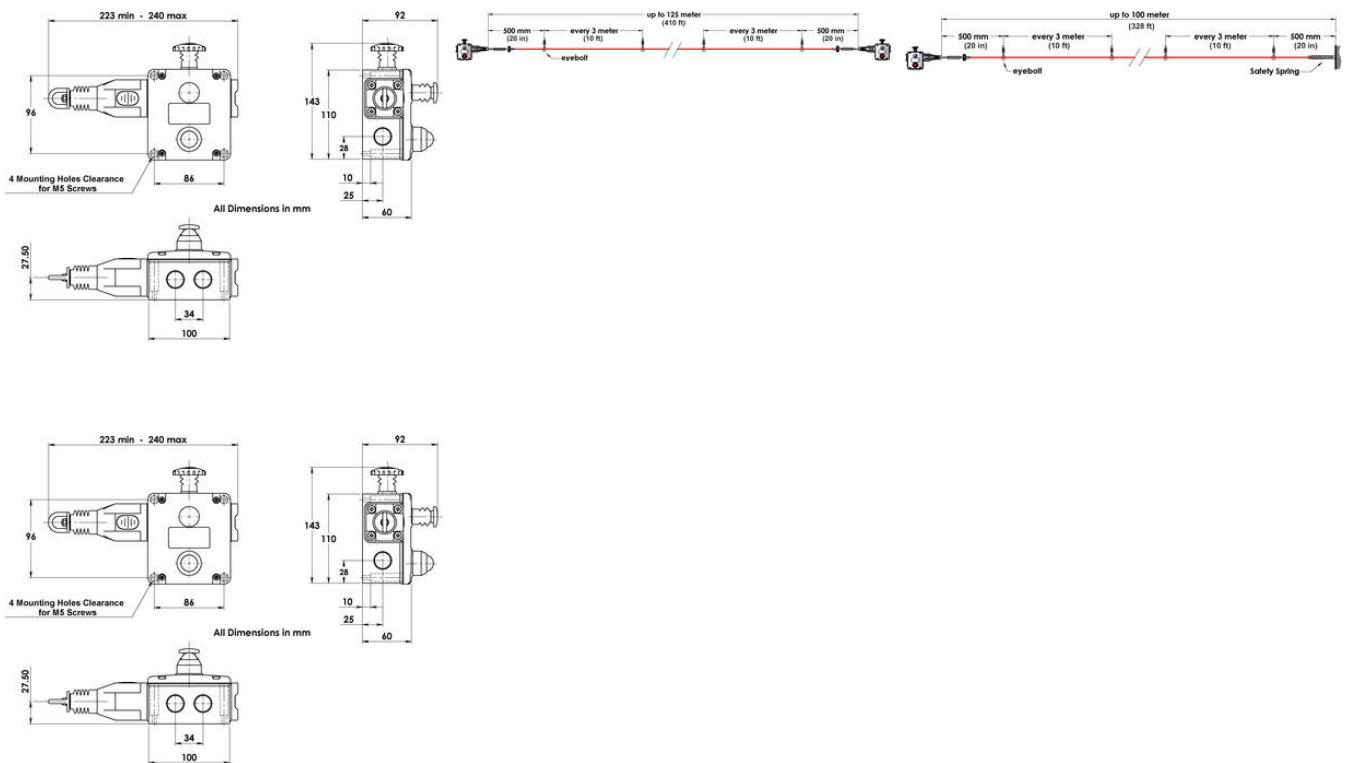 223 min - 240 max
96
4 Mounting Holes Clearance
for M5 Screws
86
92
143
110
28
10
25
60
All Dimensions in mm
27.50
34
100
up to 125 meter
(410 ft)
500 mm
(20 in)
every 3 meter
(10 ft)
every 3 meter
(10 ft)
500 mm
(20 in)
eyebolt
up to 100 meter
(328 ft)
500 mm
(20 in)
every 3 meter
(10 ft)
every 3 meter
(10 ft)
500 mm
(20 in)
eyebolt
Safety Spring
223 min - 240 max
96
4 Mounting Holes Clearance
for M5 Screws
86
92
143
110
28
10
25
60
All Dimensions in mm
27.50
34
100